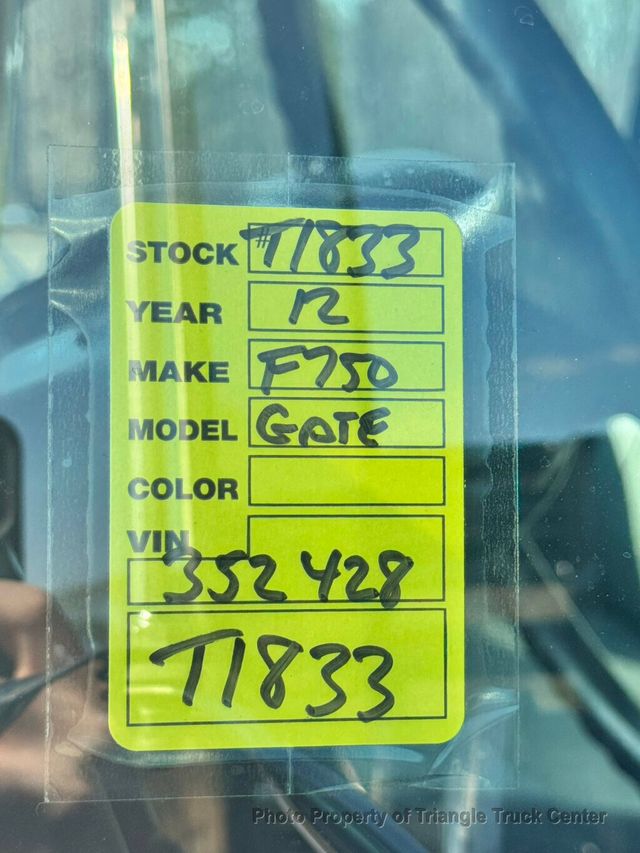 STOCK #T1833
YEAR 12
MAKE F750
MODEL GATE
COLOR
VIN
352428
T1833
Photo Property of Triangle Truck Center